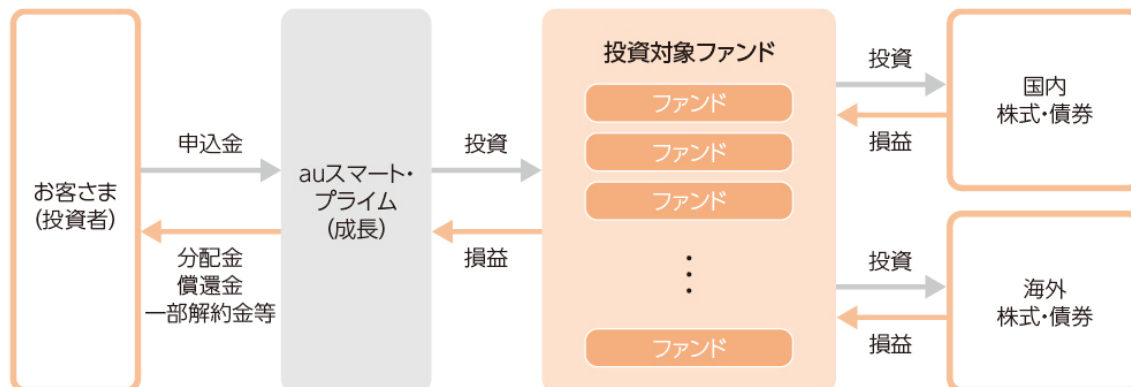 お客さま
(投資者)
申込金
分配金
償還金
一部解約金等
auスマート・
プライム
(成長)
投資
損益
投資対象ファンド
ファンド
ファンド
ファンド
ファンド
投資
損益
国内
株式・債券
投資
損益
海外
株式・債券